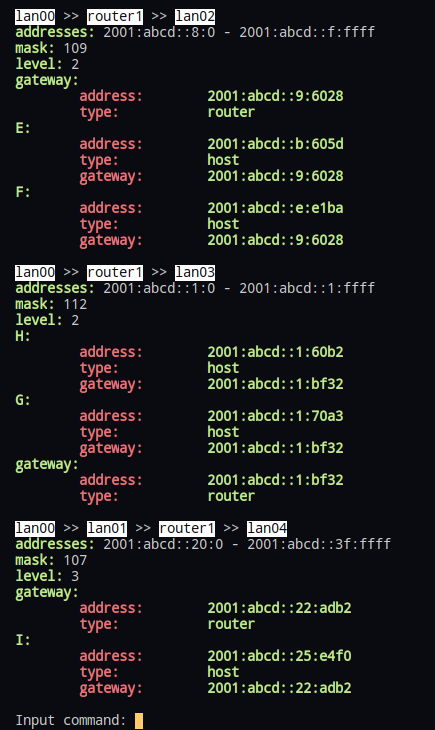 lan00 >> router1 >> lan02
addresses: 2001:abcd::8:0 - 2001:abcd::f:ffff
mask: 109
level: 2
gateway:
address: 2001:abcd::9:6028
type: router
E:
address: 2001:abcd::b:605d
type: host
gateway: 2001:abcd::9:6028
F:
address: 2001:abcd::e:e1ba
type: host
gateway: 2001:abcd::9:6028
lan00 >> router1 >> lan03
addresses: 2001:abcd::1:0 - 2001:abcd::1:ffff
mask: 112
level: 2
H:
address: 2001:abcd::1:60b2
type: host
gateway: 2001:abcd::1:bf32
G:
address: 2001:abcd::1:70a3
type: host
gateway: 2001:abcd::1:bf32
gateway:
address: 2001:abcd::1:bf32
type: router
lan00 >> lan01 >> router1 >> lan04
addresses: 2001:abcd::20:0 - 2001:abcd::3f:ffff
mask: 107
level: 3
gateway:
address: 2001:abcd::22:adb2
type: router
I:
address: 2001:abcd::25:e4f0
type: host
gateway: 2001:abcd::22:adb2
Input command: